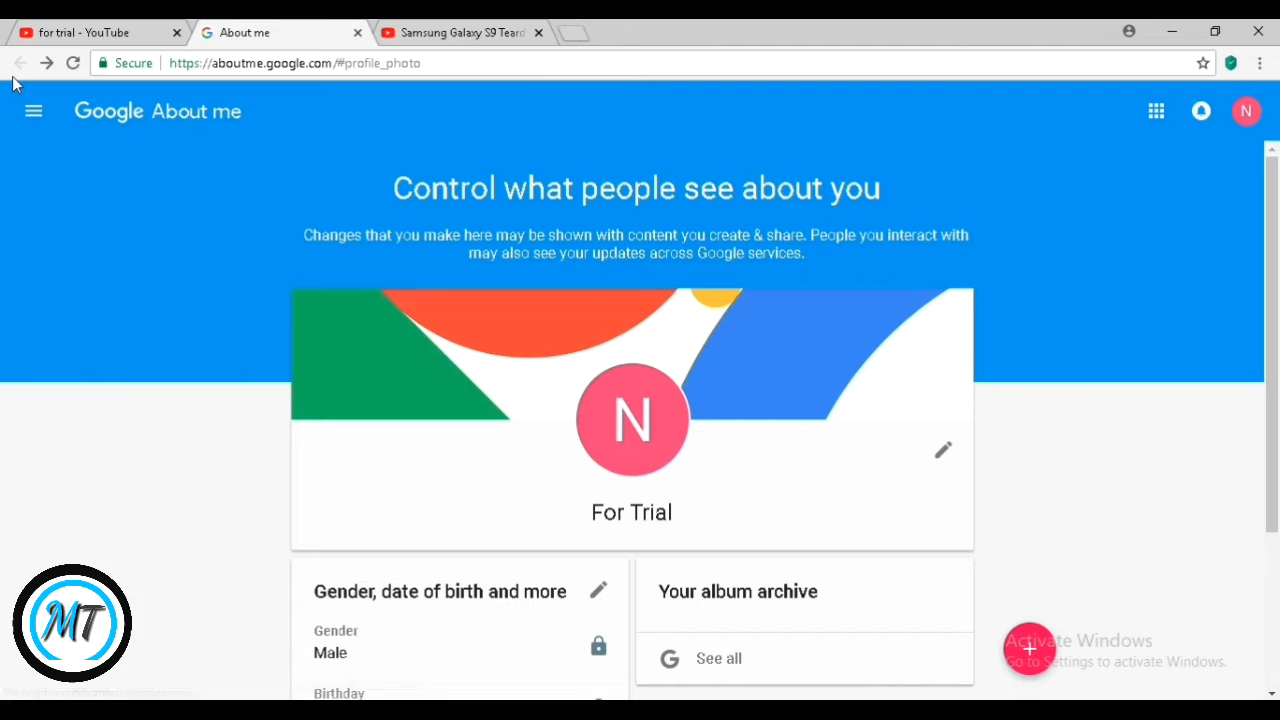 for trial - YouTube
About me
Samsung Galaxy S9 Teard
Secure
https://aboutme.google.com/#profile_photo
Google About me
N
Control what people see about you
Changes that you make here may be shown with content you create & share. People you interact with
may also see your updates across Google services.
N
For Trial
Gender, date of birth and more
Gender
Male
Birthday
Your album archive
G See all
MT
Activate Windows
Go to Settings to activate Windows.